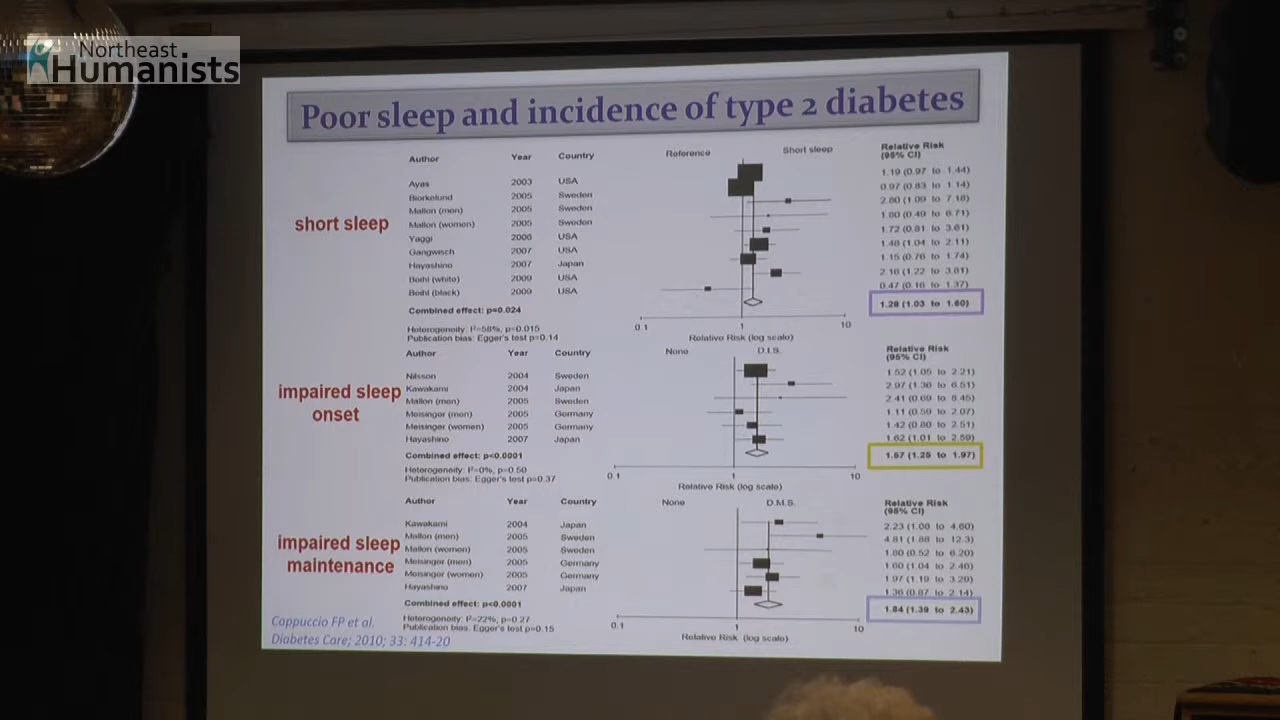 Northeast
Humanists
Poor sleep and incidence of type 2 diabetes
short sleep
Author Year Country Reference Short sleep Relative Risk (95% CI)
Ayas 2003 USA 1.19 (0.97 to 1.44)
Bjorkelund 2005 Sweden 0.97 (0.83 to 1.14)
Mallon (men) 2005 Sweden 2.80 (1.09 to 7.18)
Mallon (women) 2005 Sweden (0.49 to 6.71)
Yaggi 2006 USA 1.72 (0.81 to 3.61)
Gangwisch 2007 USA 1.48 (1.04 to 2.11)
Hayashino 2007 Japan 1.15 (0.76 to 1.74)
Beihl (white) 2009 USA 2.16 (1.22 to 3.81)
Beihl (black) 2009 USA 0.47 (0.16 to 1.37)
Combined effect: p=0.024 1.28 (1.03 to 1.60)
Heterogeneity: I²=58%, p=0.015
Publication bias: Egger's test p=0.14
0.1 1 10
Relative Risk (log scale)
impaired sleep
onset
Author Year Country None D.I.S. Relative Risk (95% CI)
Nilsson 2004 Sweden 1.52 (1.05 to 2.21)
Kawakami 2004 Japan 2.97 (1.36 to 6.51)
Mallon (men) 2005 Sweden 2.41 (0.69 to 8.45)
Meisinger (men) 2005 Germany 1.11 (0.59 to 2.07)
Meisinger (women) 2005 Germany 1.42 (0.80 to 2.51)
Hayashino 2007 Japan 1.62 (1.01 to 2.59)
Combined effect: p<0.0001 1.57 (1.25 to 1.97)
Heterogeneity: I²=0%, p=0.50
Publication bias: Egger's test p=0.37
0.1 1 10
Relative Risk (log scale)
impaired sleep
maintenance
Author Year Country None D.M.S. Relative Risk (95% CI)
Kawakami 2004 Japan 2.23 (1.08 to 4.60)
Mallon (men) 2005 Sweden 4.81 (1.88 to 12.3)
Mallon (women) 2005 Sweden (0.52 to 6.20)
Meisinger (men) 2005 Germany 1.60 (1.04 to 2.46)
Meisinger (women) 2005 Germany 1.97 (1.19 to 3.29)
Hayashino 2007 Japan 1.36 (0.87 to 2.14)
Combined effect: p<0.0001 1.84 (1.39 to 2.43)
Heterogeneity: I²=22%, p=0.27
Publication bias: Egger's test p=0.15
0.1 1 10
Relative Risk (log scale)
Cappuccio FP et al.
Diabetes Care; 2010; 33: 414-20